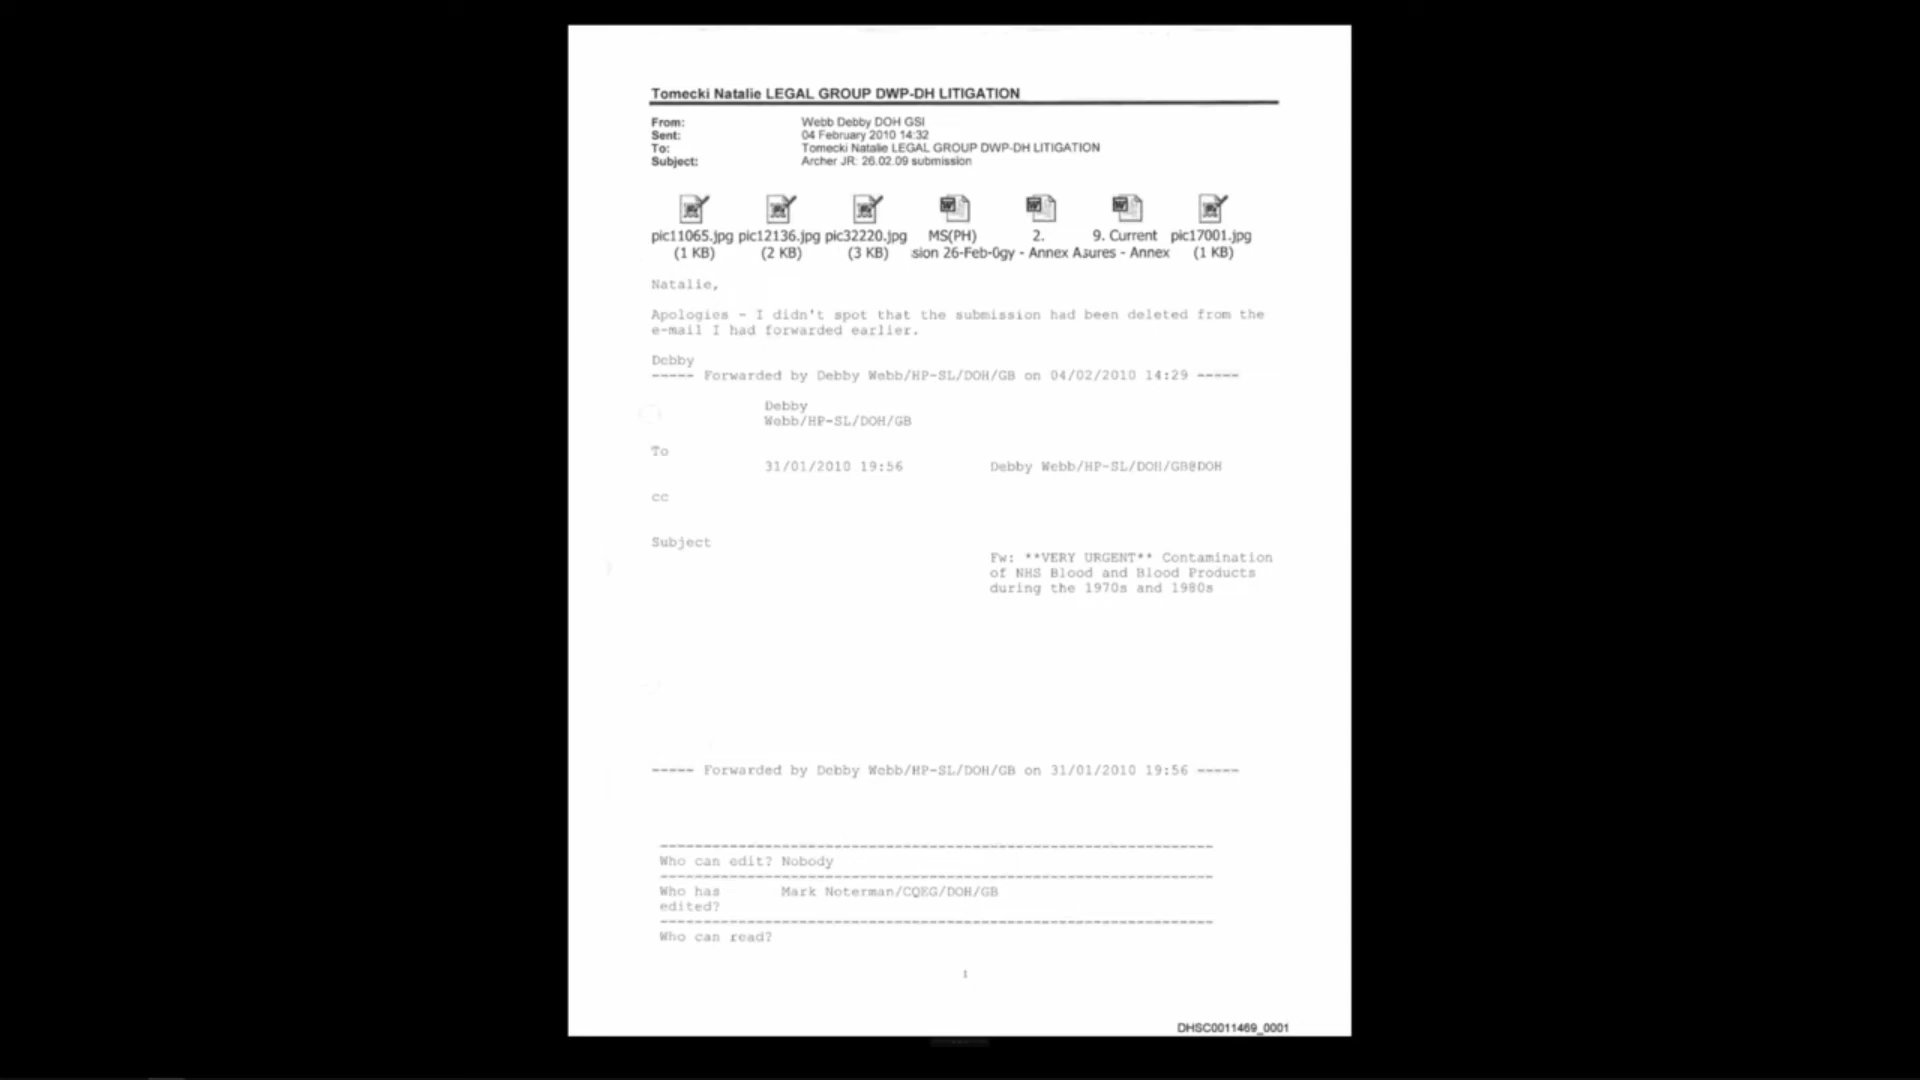 Tomecki Natalie LEGAL GROUP DWP-DH LITIGATION
From: Webb Debby DOH GSI
Sent: 04 February 2010 14:32
To: Tomecki Natalie LEGAL GROUP DWP-DH LITIGATION
Subject: Archer JR: 26.02.09 submission
pic11065.jpg pic12136.jpg pic32220.jpg MS(PH) 2. 9. Current pic17001.jpg
(1 KB) (2 KB) (3 KB) sion 26-Feb-0gy - Annex Asures - Annex (1 KB)
Natalie,
Apologies - I didn't spot that the submission had been deleted from the
e-mail I had forwarded earlier.
Debby
----- Forwarded by Debby Webb/HP-SL/DOH/GB on 04/02/2010 14:29 -----
Debby
Webb/HP-SL/DOH/GB
To
31/01/2010 19:56 Debby Webb/HP-SL/DOH/GB@DOH
cc
Subject
Fw: **VERY URGENT** Contamination
of NHS Blood and Blood Products
during the 1970s and 1980s
----- Forwarded by Debby Webb/HP-SL/DOH/GB on 31/01/2010 19:56 -----
Who can edit? Nobody
Who has Mark Noterman/CQEG/DOH/GB
edited?
Who can read?
1
DHSC0011469_0001